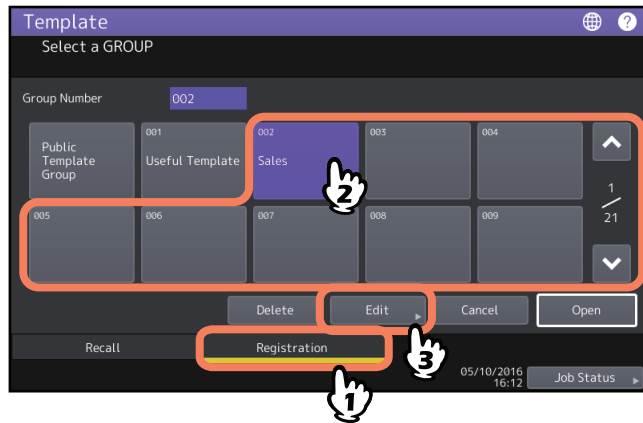 Template
?
Select a GROUP
Group Number 002
Public
Template
Group
001
Useful Template
002
Sales
003
004
1
21
005
006
007
008
009
2
Delete
Edit
Cancel
Open
3
Recall
Registration
1
05/10/2016
16:12
Job Status